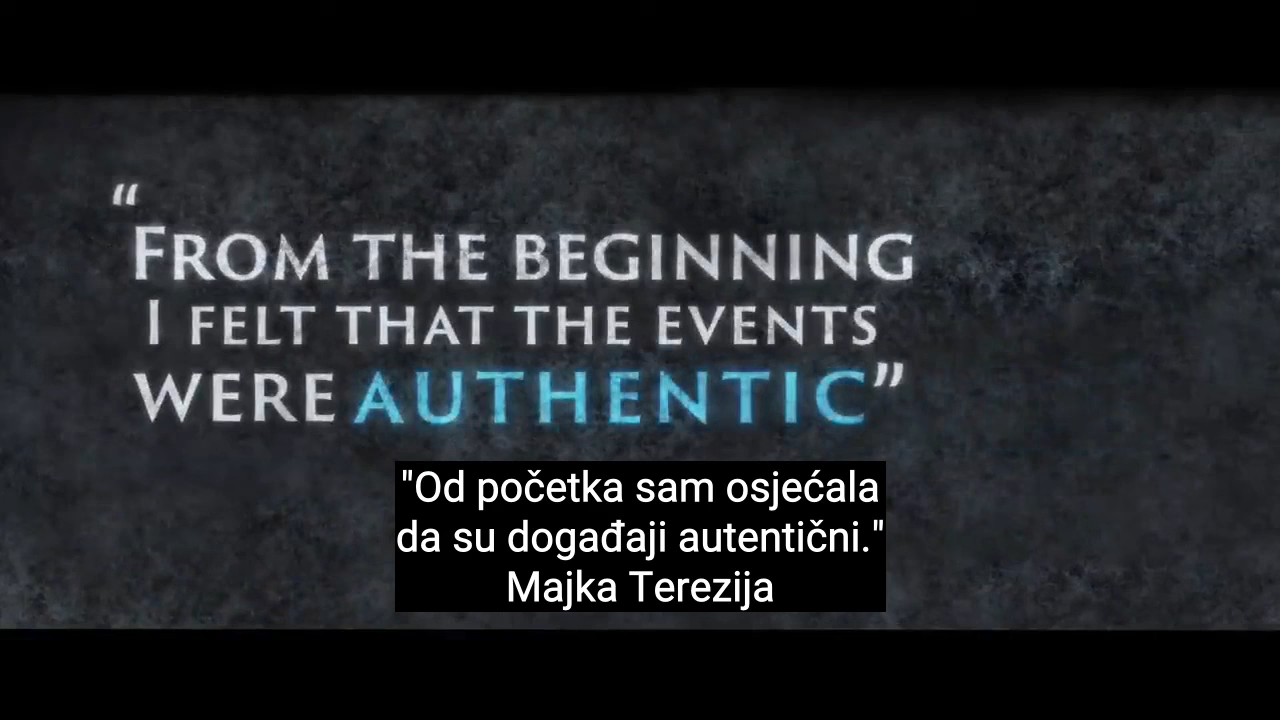 “FROM THE BEGINNING
I FELT THAT THE EVENTS
WERE AUTHENTIC”
"Od početka sam osjećala
da su događaji autentični."
Majka Terezija